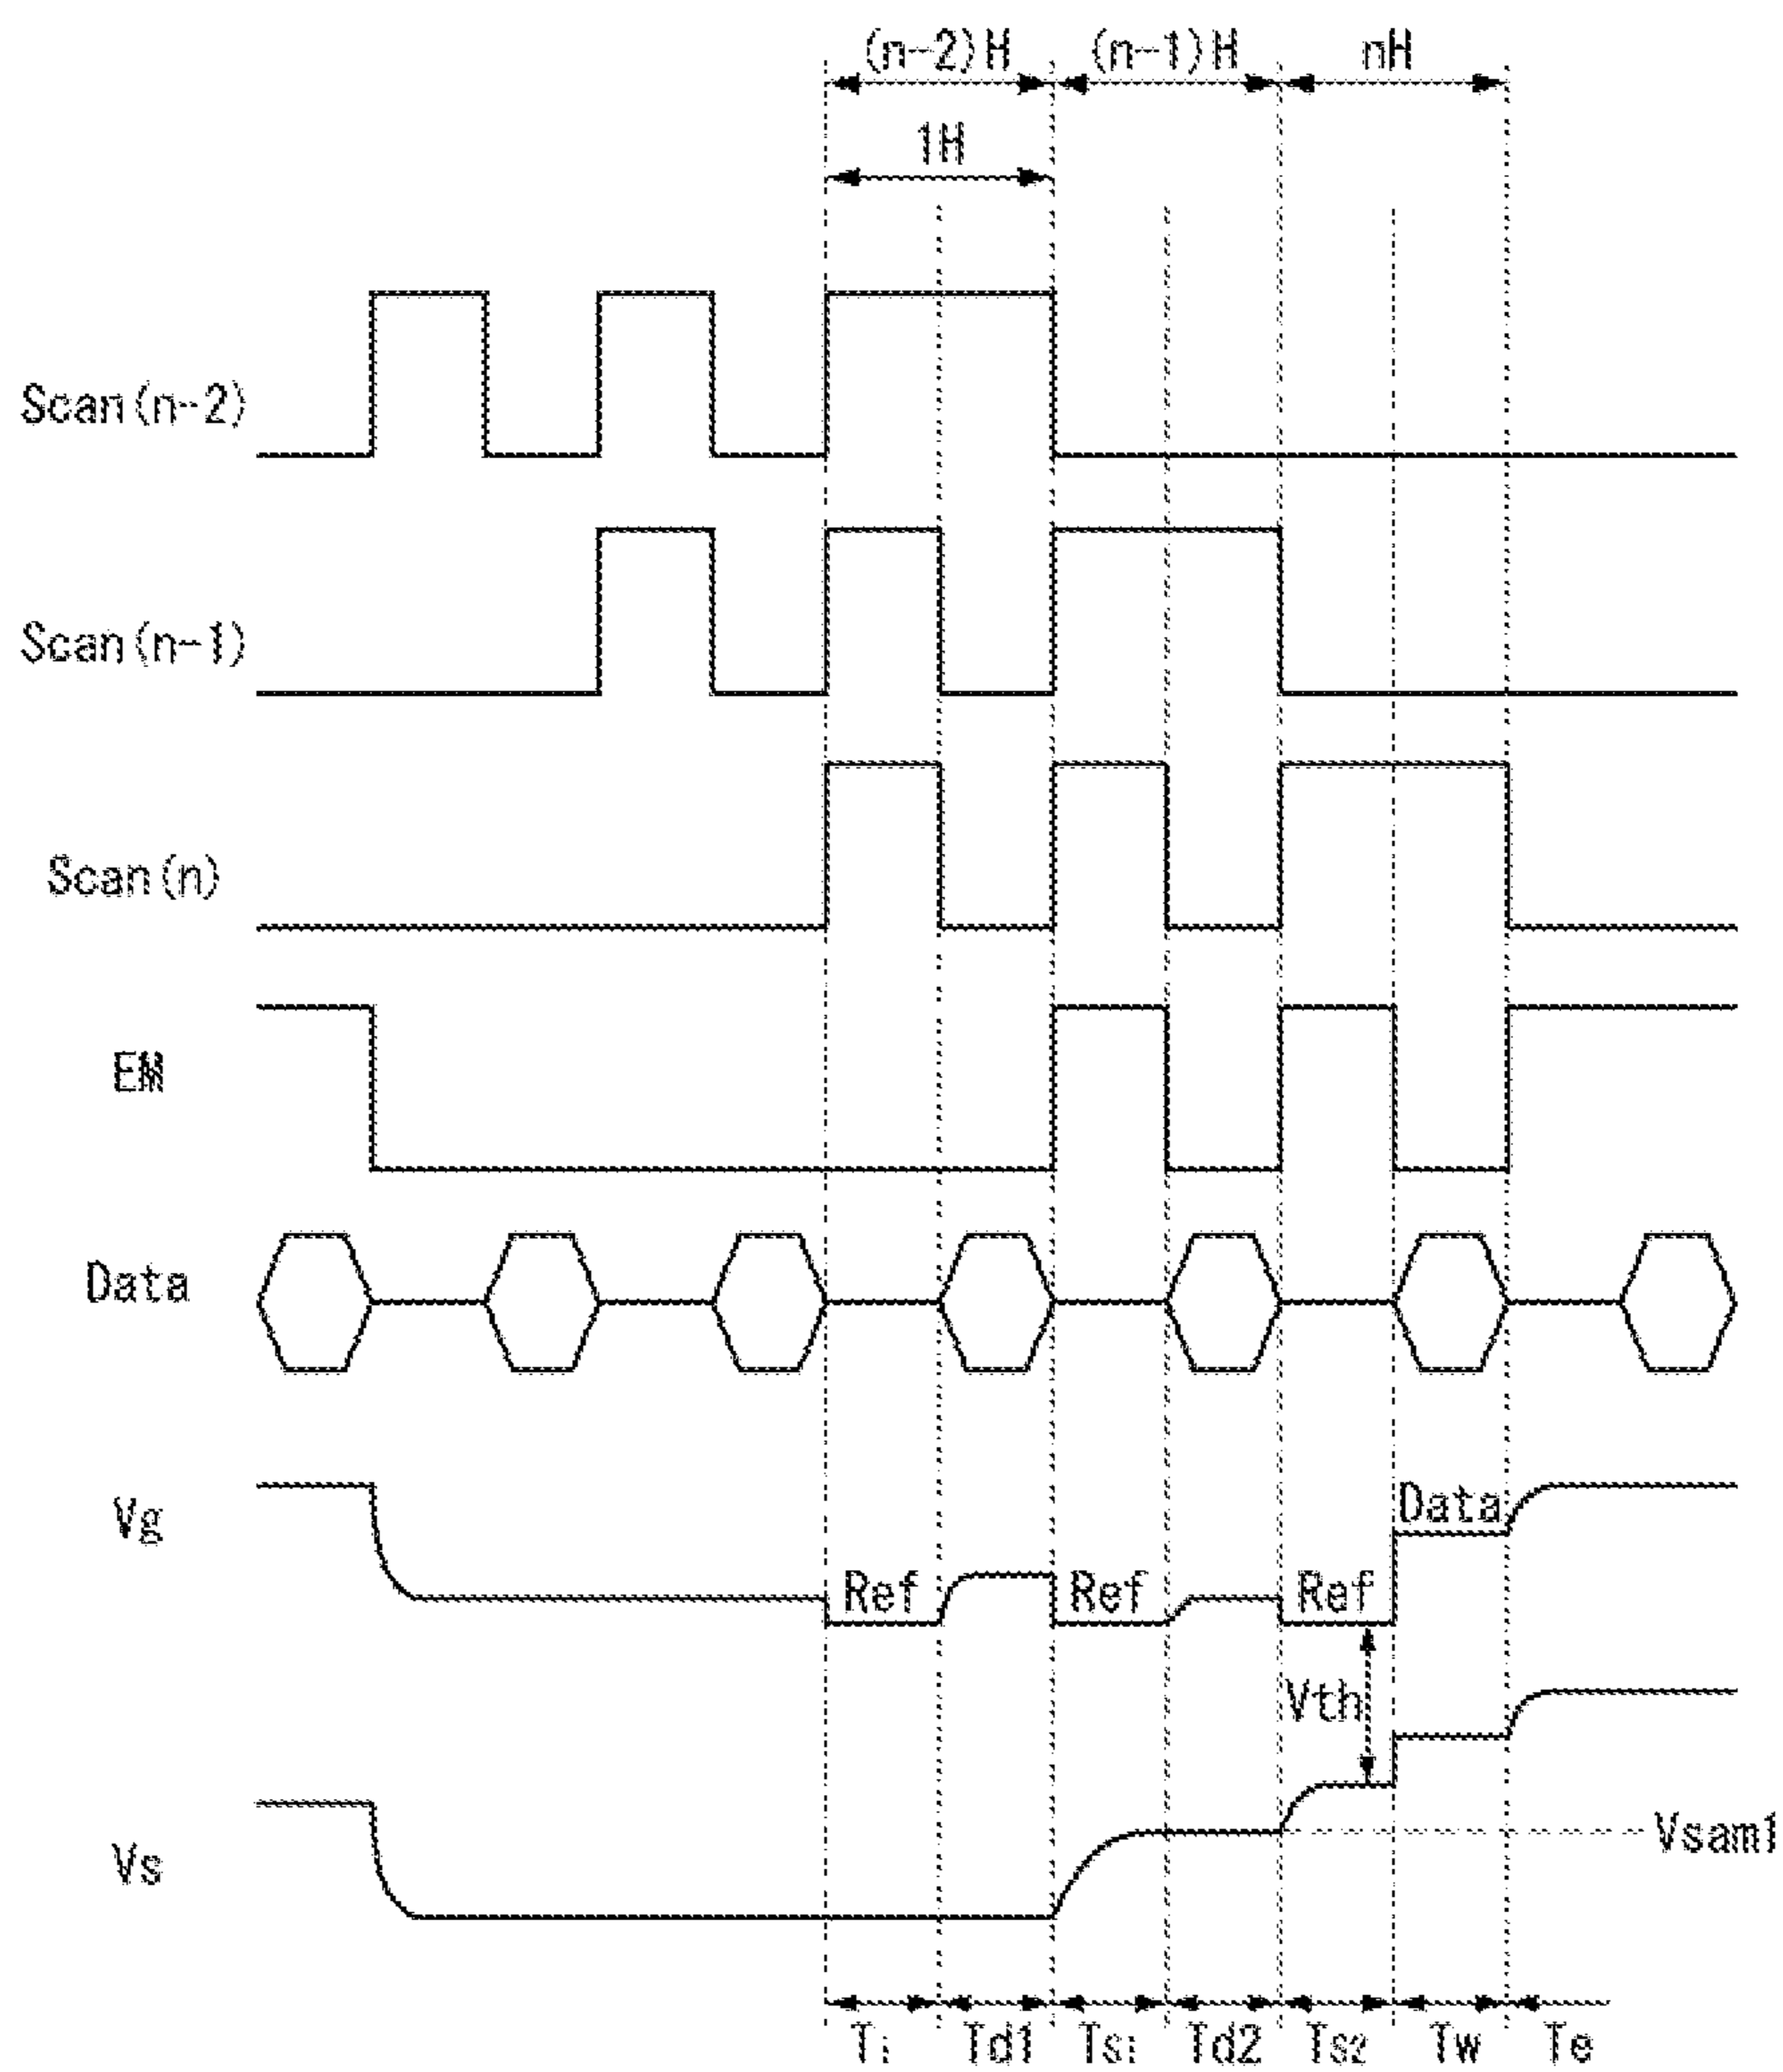 (n-2)H (n-1)H nH
1H
Scan(n-2)
Scan(n-1)
Scan(n)
EM
Data
Vg
Data
Ref Ref Ref
Vth
Vsam1
Vs
Ti Td1 Ts1 Td2 Ts2 Tw Te